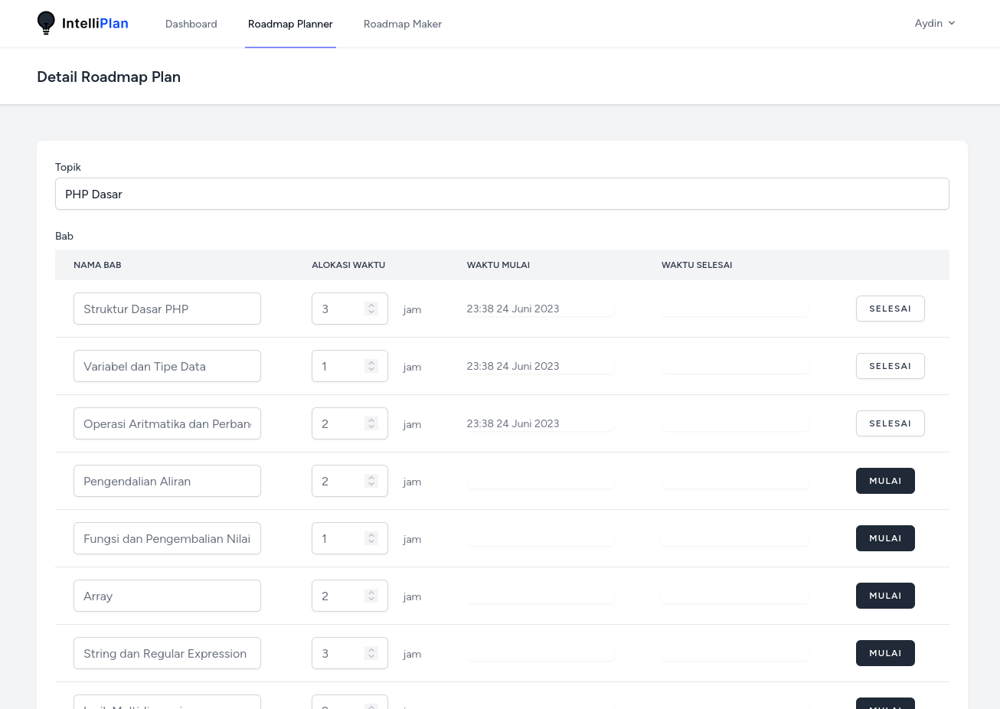 IntelliPlan Dashboard Roadmap Planner Roadmap Maker Aydin
Detail Roadmap Plan
Topik
PHP Dasar
Bab
NAMA BAB ALOKASI WAKTU WAKTU MULAI WAKTU SELESAI
Struktur Dasar PHP 3 jam 23:38 24 Juni 2023 SELESAI
Variabel dan Tipe Data 1 jam 23:38 24 Juni 2023 SELESAI
Operasi Aritmatika dan Perban 2 jam 23:38 24 Juni 2023 SELESAI
Pengendalian Aliran 2 jam MULAI
Fungsi dan Pengembalian Nilai 1 jam MULAI
Array 2 jam MULAI
String dan Regular Expression 3 jam MULAI
MULAI